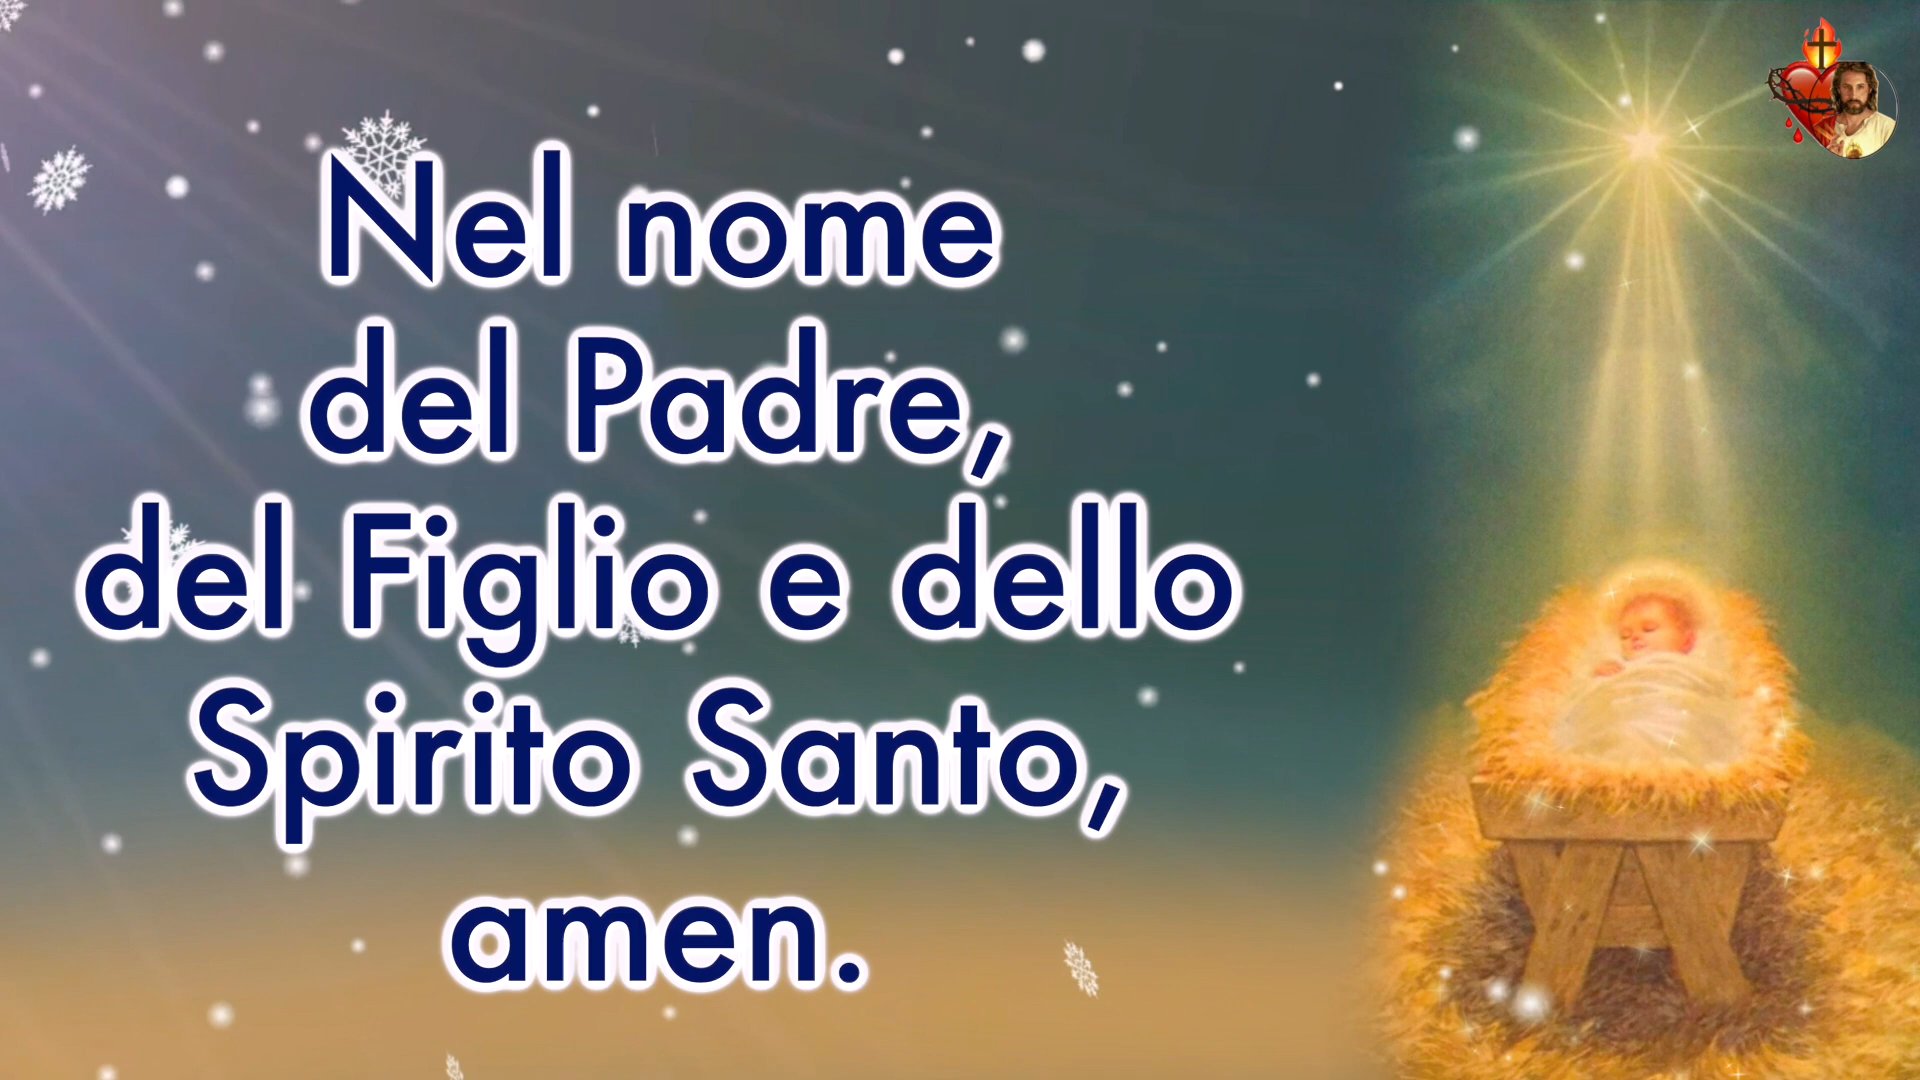 Nel nome
del Padre,
del Figlio e dello
Spirito Santo,
amen.